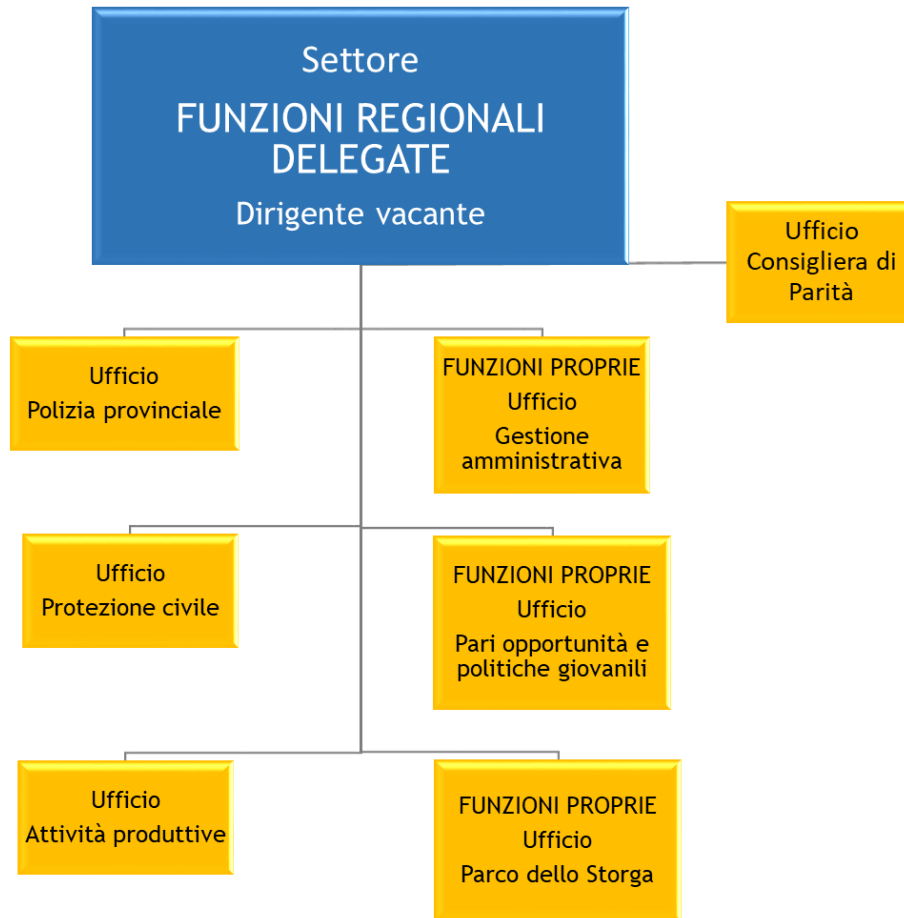 Settore
FUNZIONI REGIONALI
DELEGATE
Dirigente vacante
Ufficio
Consigliera di
Parità
Ufficio
Polizia provinciale
FUNZIONI PROPRIE
Ufficio
Gestione
amministrativa
Ufficio
Protezione civile
FUNZIONI PROPRIE
Ufficio
Pari opportunità e
politiche giovanili
Ufficio
Attività produttive
FUNZIONI PROPRIE
Ufficio
Parco dello Storga